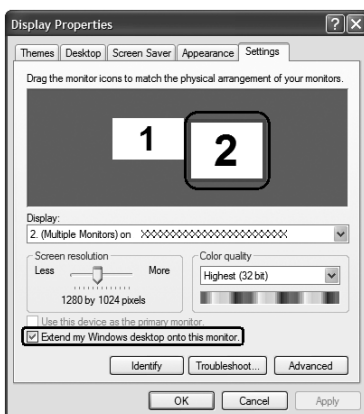 Display Properties
Themes Desktop Screen Saver Appearance Settings
Drag the monitor icons to match the physical arrangement of your monitors.
1 2
Display:
2. (Multiple Monitors) on XXXXXXXXXXXXXXXXXXXXXX
Screen resolution
Less More
1280 by 1024 pixels
Color quality
Highest (32 bit)
Use this device as the primary monitor.
Extend my Windows desktop onto this monitor.
Identify Troubleshoot... Advanced
OK Cancel Apply